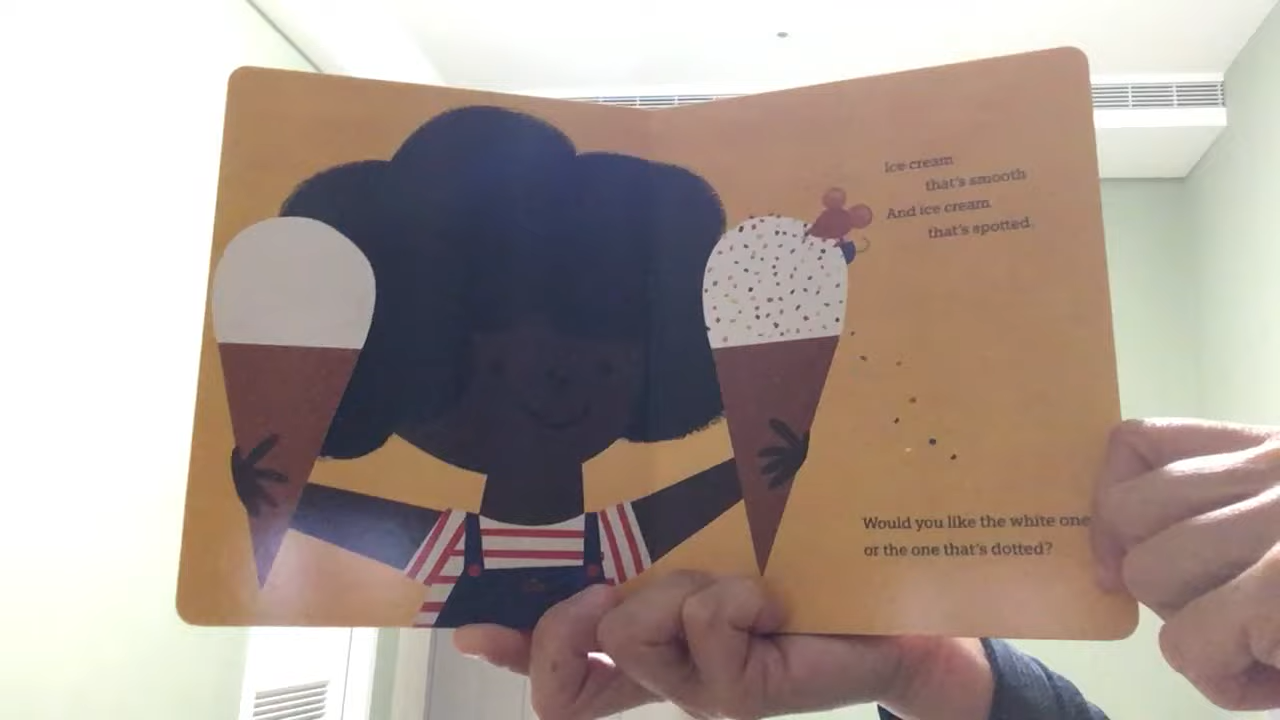 Ice cream
that's smooth
And ice cream
that's spotted.
Would you like the white one
or the one that's dotted?